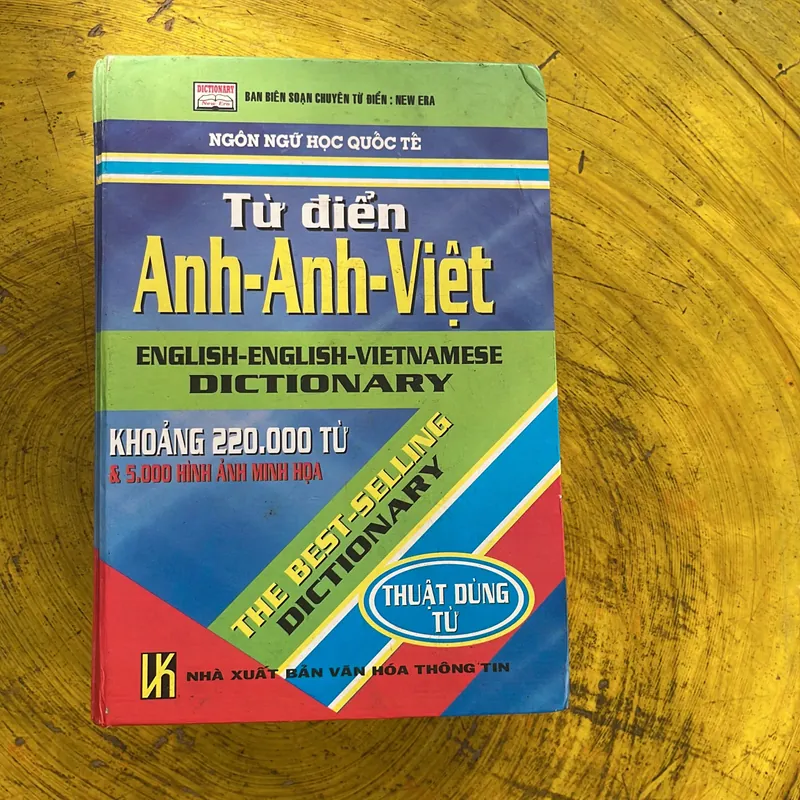 DICTIONARY
New Era
BAN BIÊN SOẠN CHUYÊN TỪ ĐIỂN : NEW ERA
NGÔN NGỮ HỌC QUỐC TẾ
Từ điển
Anh-Anh-Việt
ENGLISH-ENGLISH-VIETNAMESE
DICTIONARY
KHOẢNG 220.000 TỪ
& 5.000 HÌNH ẢNH MINH HỌA
THE BEST-SELLING
DICTIONARY
THUẬT DÙNG
TỪ
NHÀ XUẤT BẢN VĂN HÓA THÔNG TIN